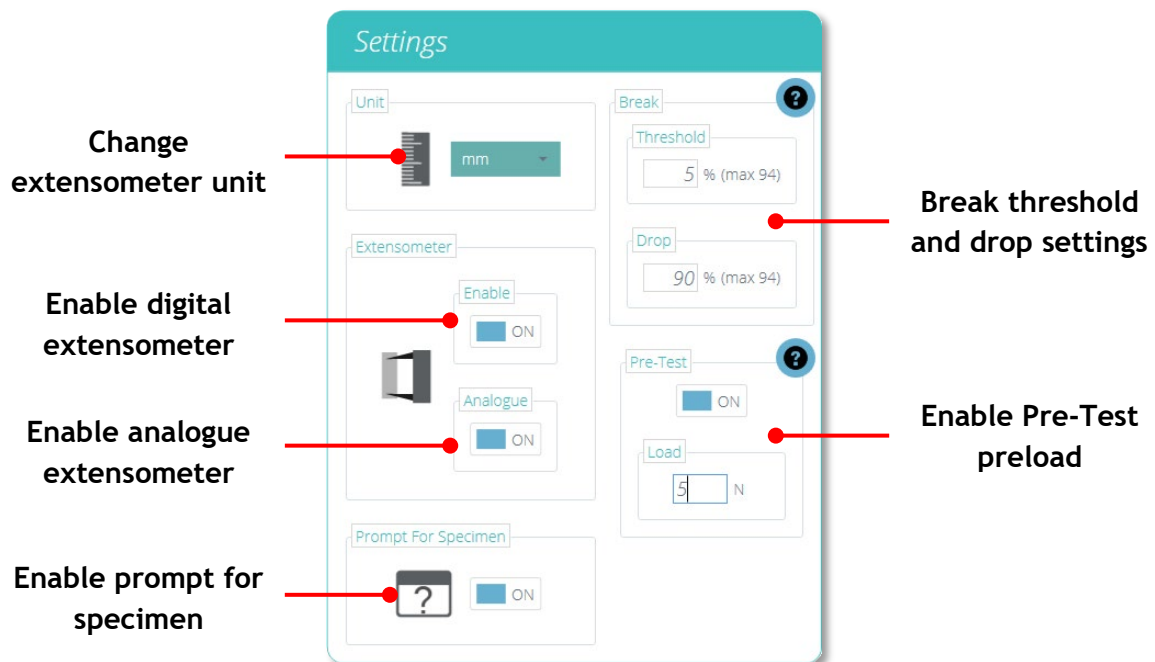 Settings
Change
extensometer unit
Unit
mm
Enable digital
extensometer
Enable analogue
extensometer
Extensometer
Enable
ON
Analogue
ON
Enable prompt for
specimen
Prompt For Specimen
?
ON
Break
?
Threshold
5 % (max 94)
Drop
90 % (max 94)
Break threshold
and drop settings
Pre-Test
?
ON
Load
5 N
Enable Pre-Test
preload